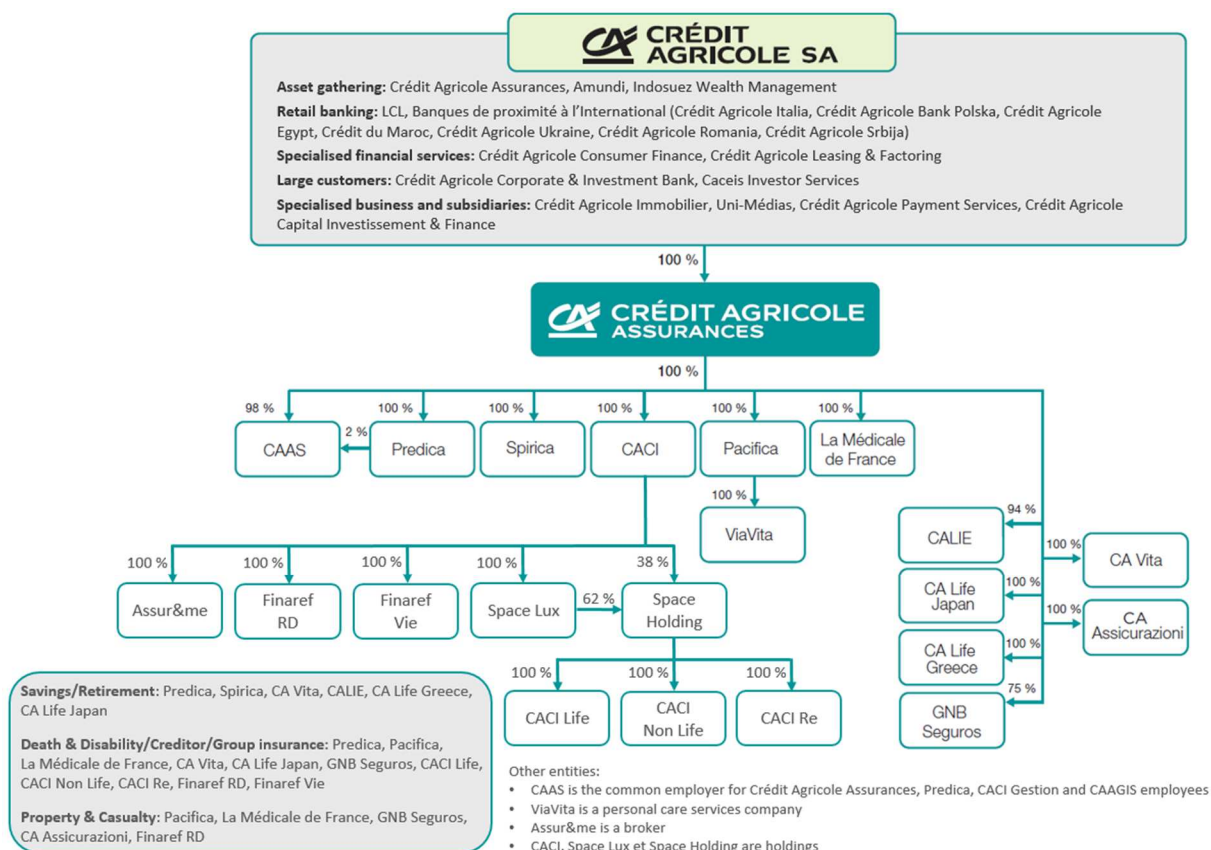 CRÉDIT
AGRICOLE SA
Asset gathering: Crédit Agricole Assurances, Amundi, Indosuez Wealth Management
Retail banking: LCL, Banques de proximité à l'International (Crédit Agricole Italia, Crédit Agricole Bank Polska, Crédit Agricole
Egypt, Crédit du Maroc, Crédit Agricole Ukraine, Crédit Agricole Romania, Crédit Agricole Srbija)
Specialised financial services: Crédit Agricole Consumer Finance, Crédit Agricole Leasing & Factoring
Large customers: Crédit Agricole Corporate & Investment Bank, Caceis Investor Services
Specialised business and subsidiaries: Crédit Agricole Immobilier, Uni-Médias, Crédit Agricole Payment Services, Crédit Agricole
Capital Investissement & Finance
100 %
CRÉDIT AGRICOLE
ASSURANCES
100 %
98 %
100 %
100 %
100 %
100 %
100 %
CAAS
2 %
Predica
Spirica
CACI
Pacifica
La Médicale
de France
100 %
ViaVita
94 %
CALIE
100 %
CA Vita
100 %
CA Life
Japan
100 %
CA
Assicurazioni
100 %
CA Life
Greece
75 %
GNB
Seguros
100 %
100 %
100 %
100 %
38 %
Assur&me
Finaref
RD
Finaref
Vie
Space Lux
62 %
Space
Holding
100 %
100 %
100 %
CACI Life
CACI
Non Life
CACI Re
Savings/Retirement: Predica, Spirica, CA Vita, CALIE, CA Life Greece,
CA Life Japan
Death & Disability/Creditor/Group insurance: Predica, Pacifica,
La Médicale de France, CA Vita, CA Life Japan, GNB Seguros, CACI Life,
CACI Non Life, CACI Re, Finaref RD, Finaref Vie
Property & Casualty: Pacifica, La Médicale de France, GNB Seguros,
CA Assicurazioni, Finaref RD
Other entities:
• CAAS is the common employer for Crédit Agricole Assurances, Predica, CACI Gestion and CAAGIS employees
• ViaVita is a personal care services company
• Assur&me is a broker
• CACI, Space Lux et Space Holding are holdings